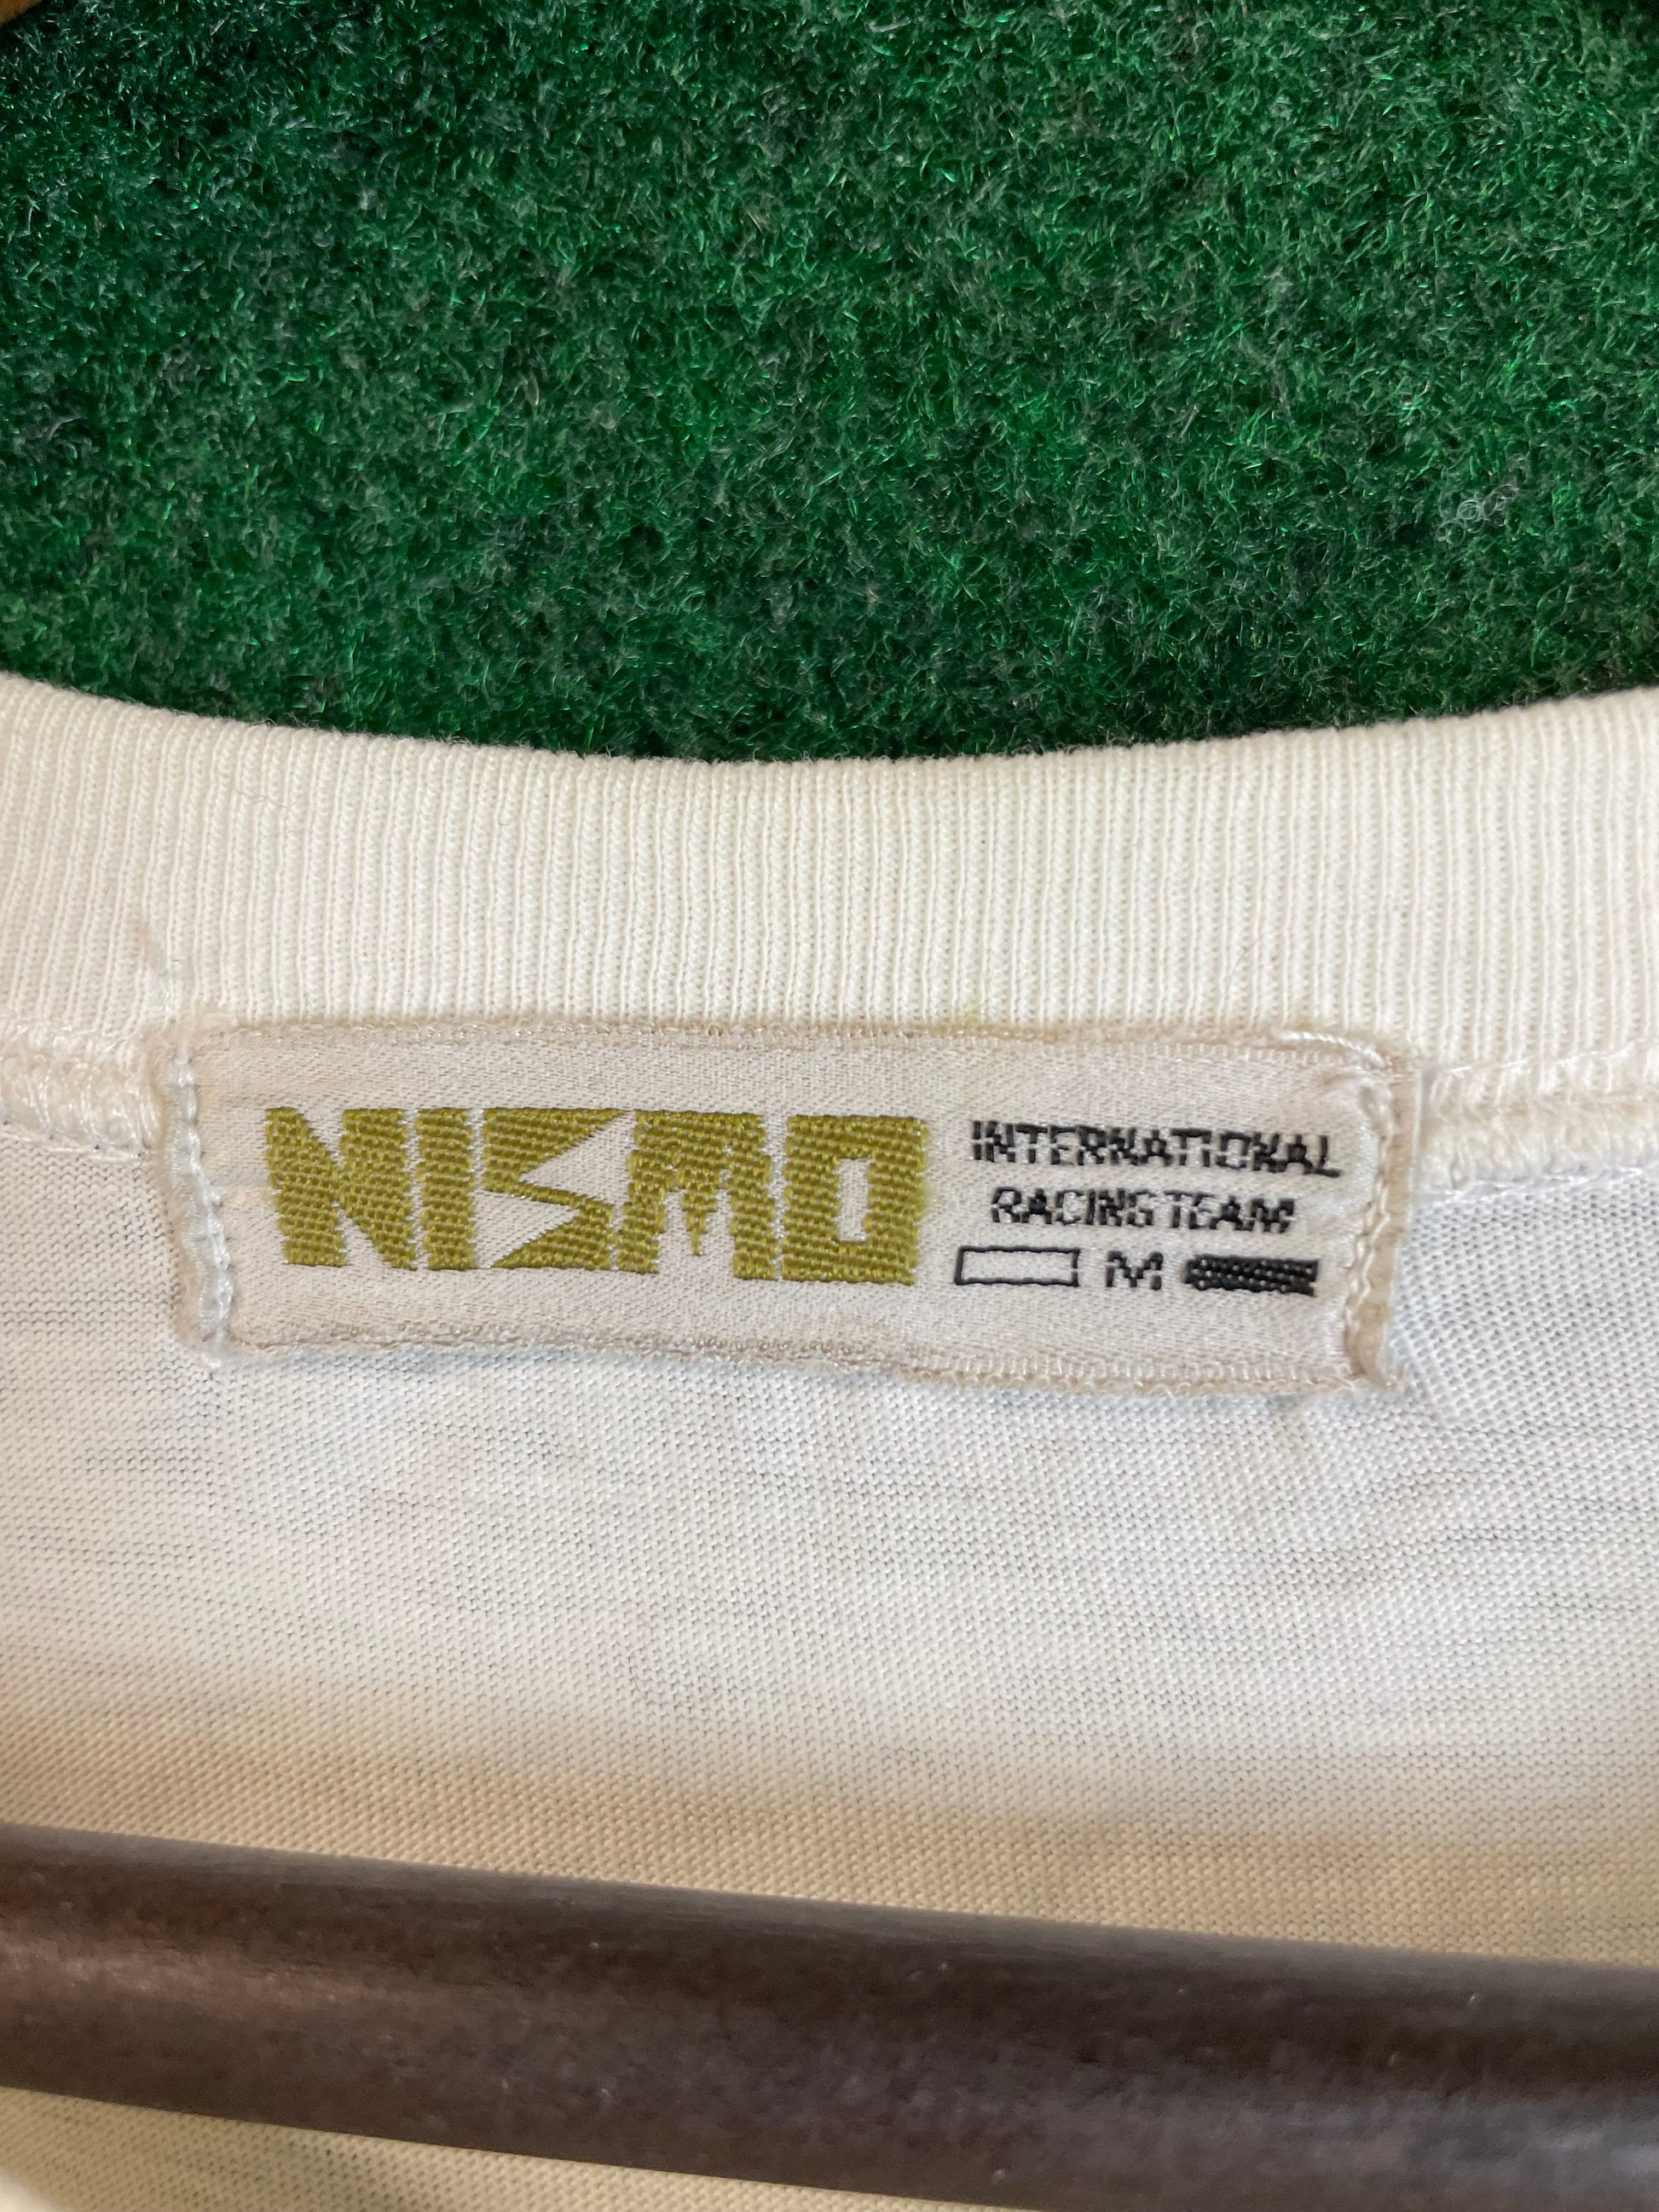 NISMO
INTERNATIONAL
RACING TEAM
M